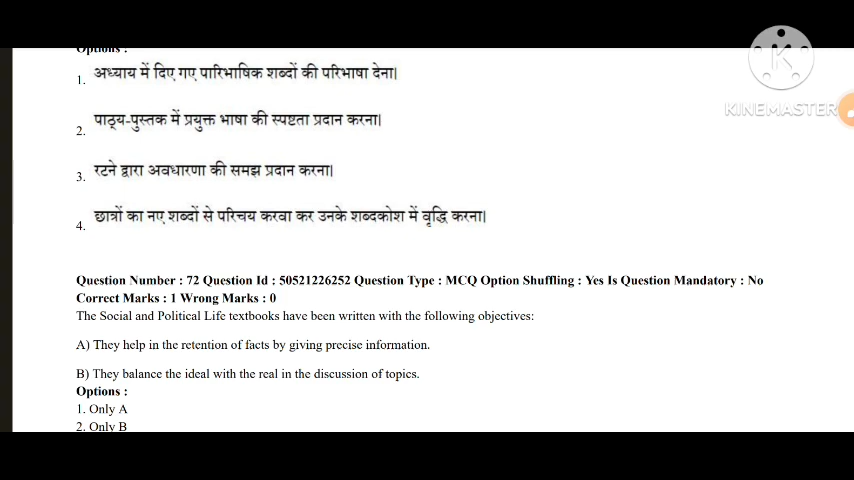 Options :
1. अध्याय में दिए गए पारिभाषिक शब्दों की परिभाषा देना।
2. पाठ्य-पुस्तक में प्रयुक्त भाषा की स्पष्टता प्रदान करना।
3. रटने द्वारा अवधारणा की समझ प्रदान करना।
4. छात्रों का नए शब्दों से परिचय करवा कर उनके शब्दकोश में वृद्धि करना।
Question Number : 72 Question Id : 50521226252 Question Type : MCQ Option Shuffling : Yes Is Question Mandatory : No
Correct Marks : 1 Wrong Marks : 0
The Social and Political Life textbooks have been written with the following objectives:
A) They help in the retention of facts by giving precise information.
B) They balance the ideal with the real in the discussion of topics.
Options :
1. Only A
2. Only B
KINEMASTER